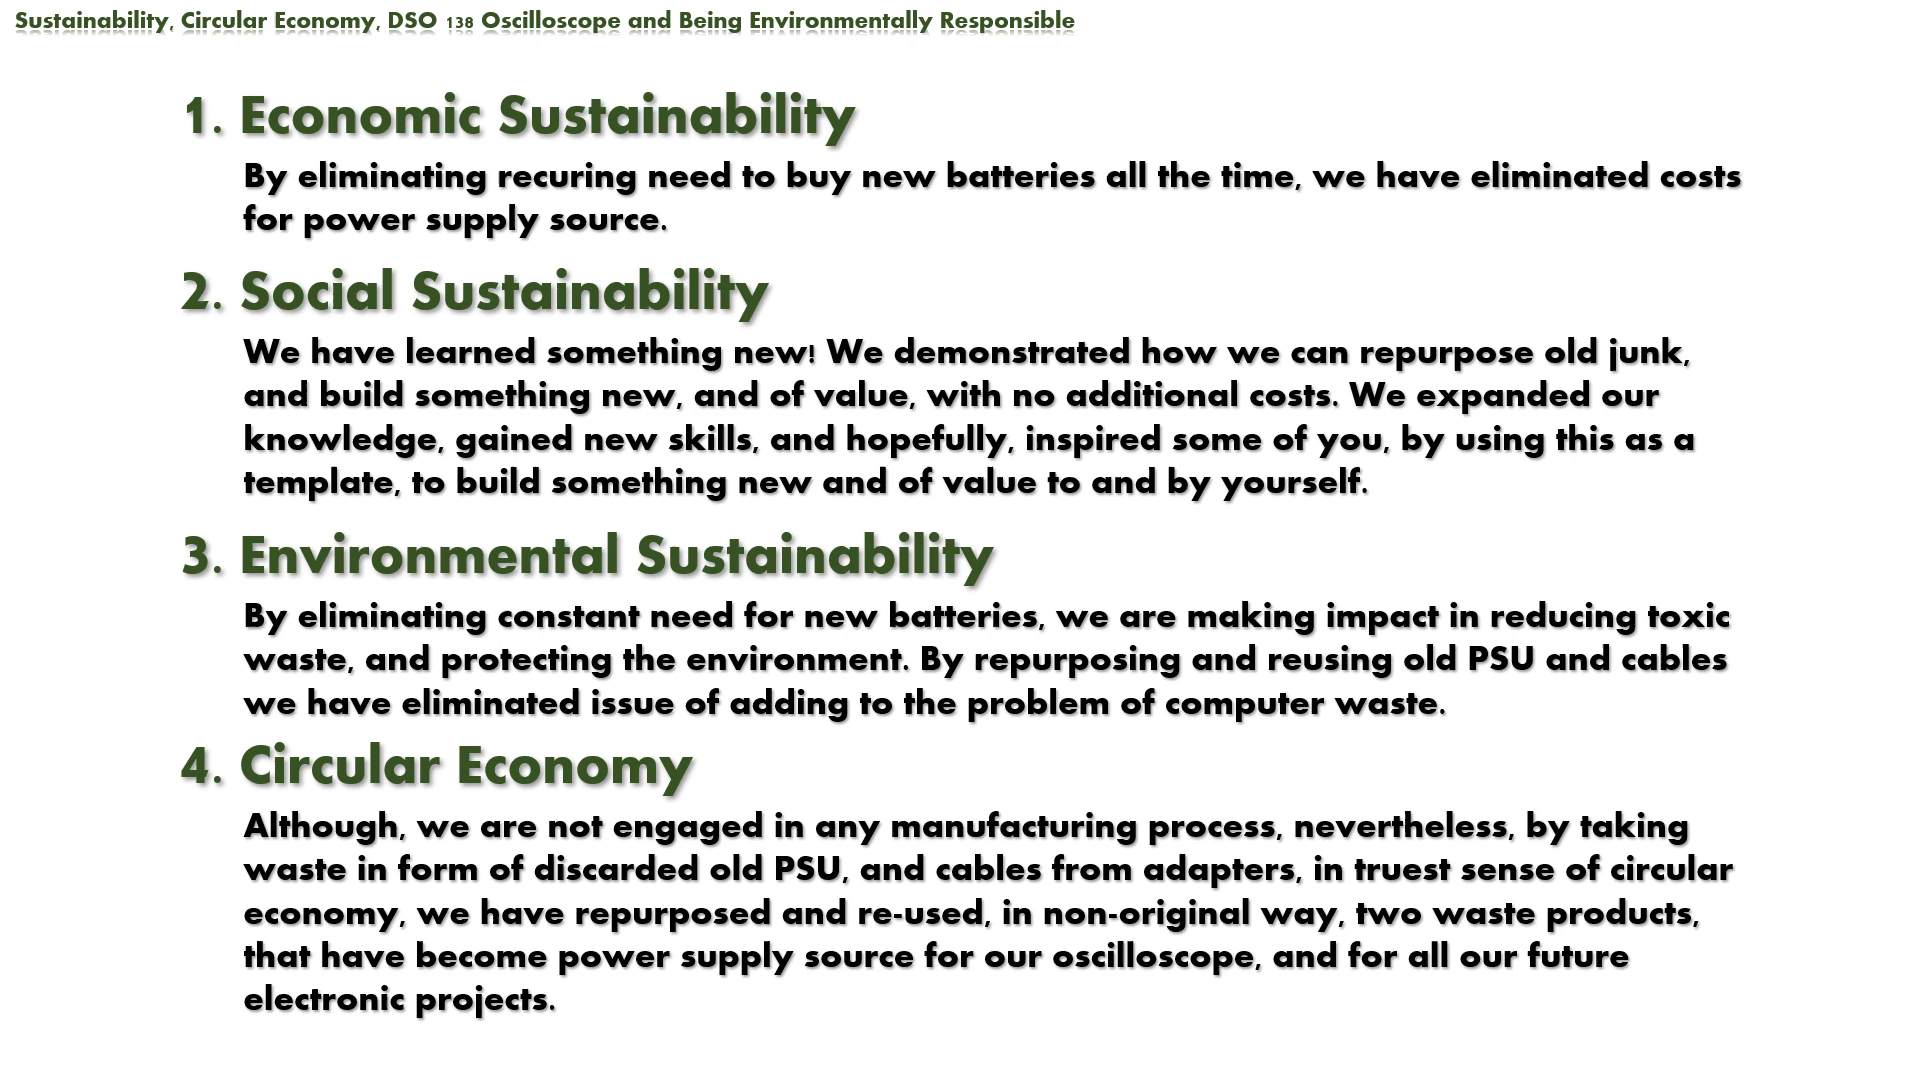 Sustainability, Circular Economy, DSO 138 Oscilloscope and Being Environmentally Responsible
1. Economic Sustainability
By eliminating recuring need to buy new batteries all the time, we have eliminated costs
for power supply source.
2. Social Sustainability
We have learned something new! We demonstrated how we can repurpose old junk,
and build something new, and of value, with no additional costs. We expanded our
knowledge, gained new skills, and hopefully, inspired some of you, by using this as a
template, to build something new and of value to and by yourself.
3. Environmental Sustainability
By eliminating constant need for new batteries, we are making impact in reducing toxic
waste, and protecting the environment. By repurposing and reusing old PSU and cables
we have eliminated issue of adding to the problem of computer waste.
4. Circular Economy
Although, we are not engaged in any manufacturing process, nevertheless, by taking
waste in form of discarded old PSU, and cables from adapters, in truest sense of circular
economy, we have repurposed and re-used, in non-original way, two waste products,
that have become power supply source for our oscilloscope, and for all our future
electronic projects.